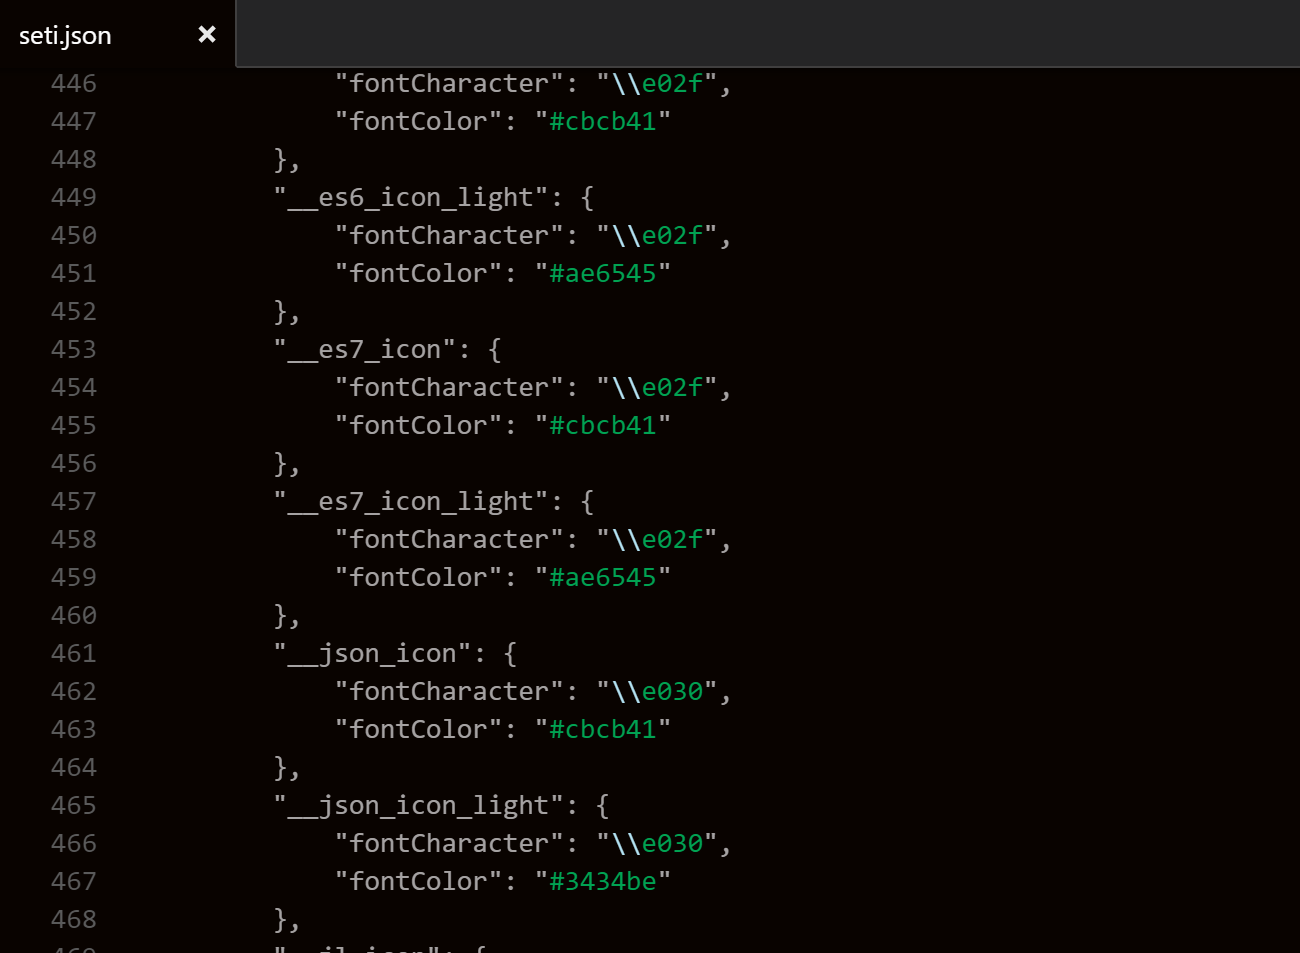 seti.json ×
446 "fontCharacter": "\\e02f",
447 "fontColor": "#cbcb41"
448 },
449 "__es6_icon_light": {
450 "fontCharacter": "\\e02f",
451 "fontColor": "#ae6545"
452 },
453 "__es7_icon": {
454 "fontCharacter": "\\e02f",
455 "fontColor": "#cbcb41"
456 },
457 "__es7_icon_light": {
458 "fontCharacter": "\\e02f",
459 "fontColor": "#ae6545"
460 },
461 "__json_icon": {
462 "fontCharacter": "\\e030",
463 "fontColor": "#cbcb41"
464 },
465 "__json_icon_light": {
466 "fontCharacter": "\\e030",
467 "fontColor": "#3434be"
468 },